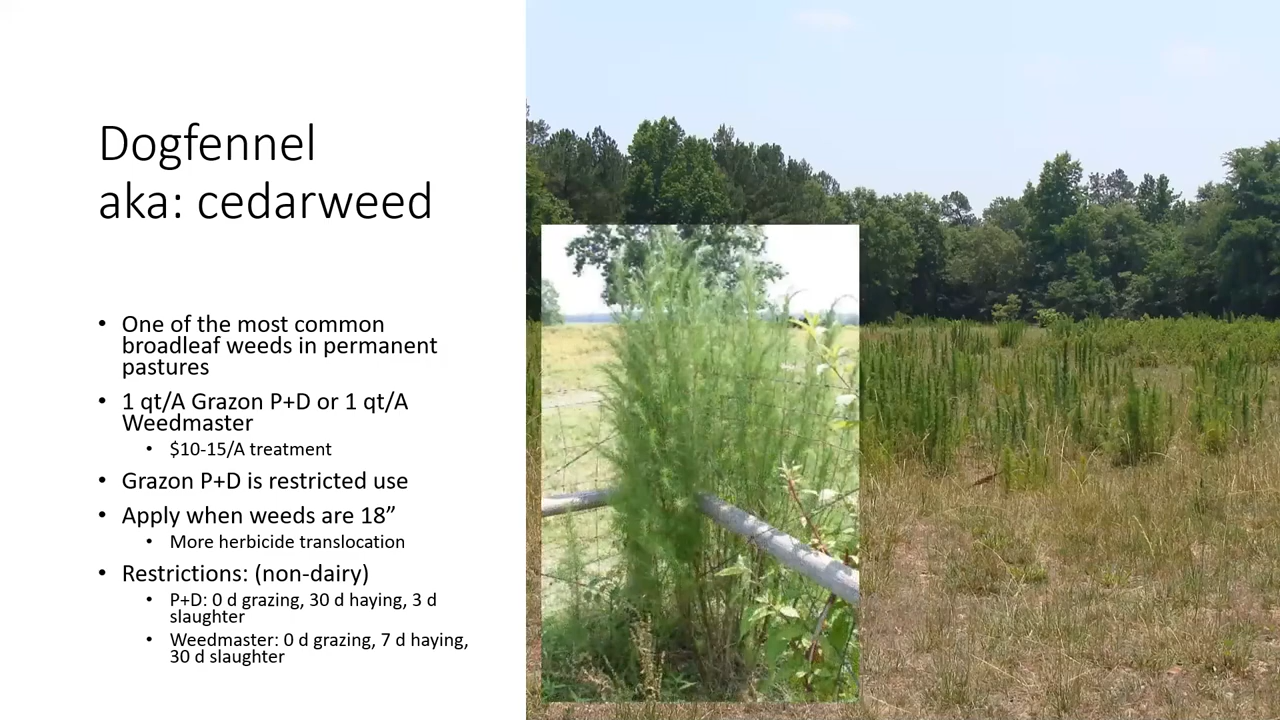 Dogfennel
aka: cedarweed
• One of the most common
broadleaf weeds in permanent
pastures
• 1 qt/A Grazon P+D or 1 qt/A
Weedmaster
• $10-15/A treatment
• Grazon P+D is restricted use
• Apply when weeds are 18”
• More herbicide translocation
• Restrictions: (non-dairy)
• P+D: 0 d grazing, 30 d haying, 3 d
slaughter
• Weedmaster: 0 d grazing, 7 d haying,
30 d slaughter